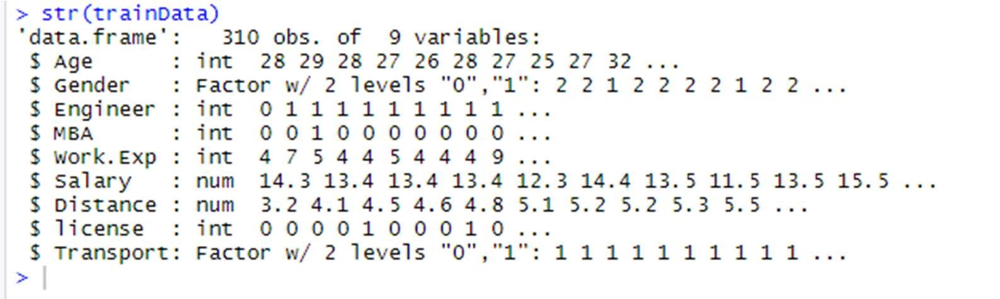 > str(trainData)
'data.frame':   310 obs. of  9 variables:
 $ Age      : int  28 29 28 27 26 28 27 25 27 32 ...
 $ Gender   : Factor w/ 2 levels "0","1": 2 2 1 2 2 2 2 1 2 2 ...
 $ Engineer : int  0 1 1 1 1 1 1 1 1 1 ...
 $ MBA      : int  0 0 1 0 0 0 0 0 0 0 ...
 $ Work.Exp : int  4 7 5 4 4 5 4 4 4 9 ...
 $ Salary   : num  14.3 13.4 13.4 13.4 12.3 14.4 13.5 11.5 13.5 15.5 ...
 $ Distance : num  3.2 4.1 4.5 4.6 4.8 5.1 5.2 5.2 5.3 5.5 ...
 $ license  : int  0 0 0 0 1 0 0 0 1 0 ...
 $ Transport: Factor w/ 2 levels "0","1": 1 1 1 1 1 1 1 1 1 1 ...
>